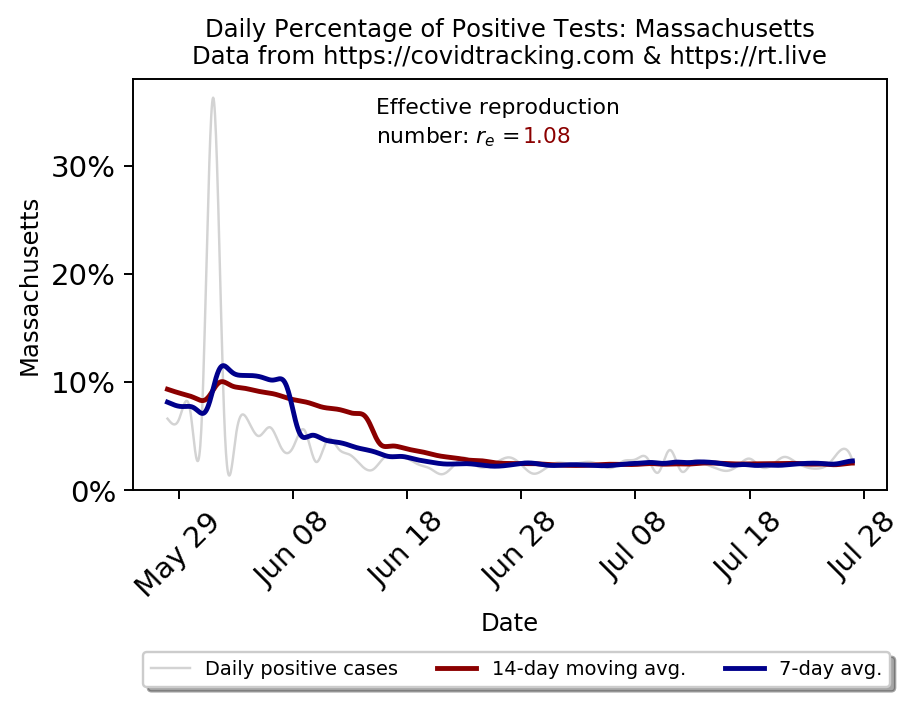 Daily Percentage of Positive Tests: Massachusetts
Data from https://covidtracking.com & https://rt.live
Effective reproduction
number: rₑ =1.08
30%
20%
10%
0%
Massachusetts
May 29
Jun 08
Jun 18
Jun 28
Jul 08
Jul 18
Jul 28
Date
Daily positive cases
14-day moving avg.
7-day avg.